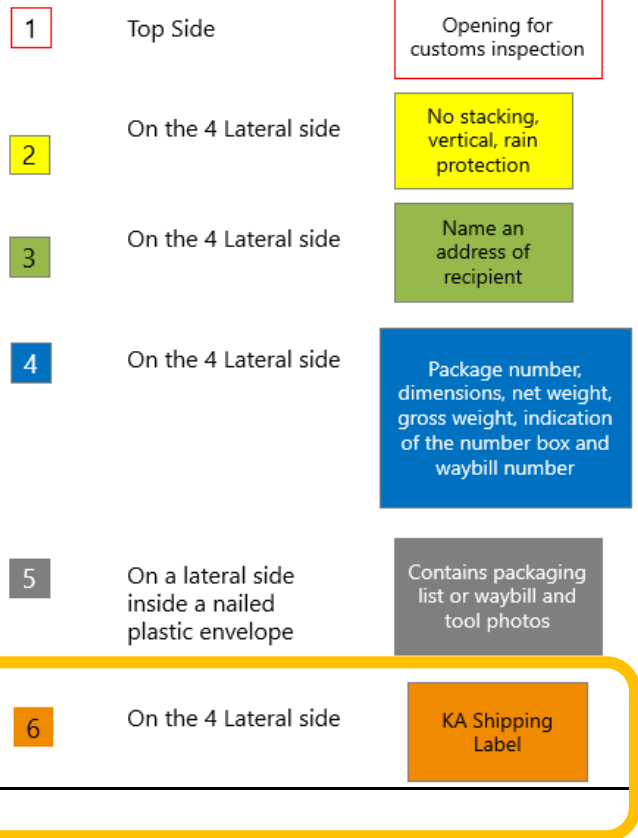 1
Top Side
Opening for
customs inspection
2
On the 4 Lateral side
No stacking,
vertical, rain
protection
3
On the 4 Lateral side
Name an
address of
recipient
4
On the 4 Lateral side
Package number,
dimensions, net weight,
gross weight, indication
of the number box and
waybill number
5
On a lateral side
inside a nailed
plastic envelope
Contains packaging
list or waybill and
tool photos
6
On the 4 Lateral side
KA Shipping
Label